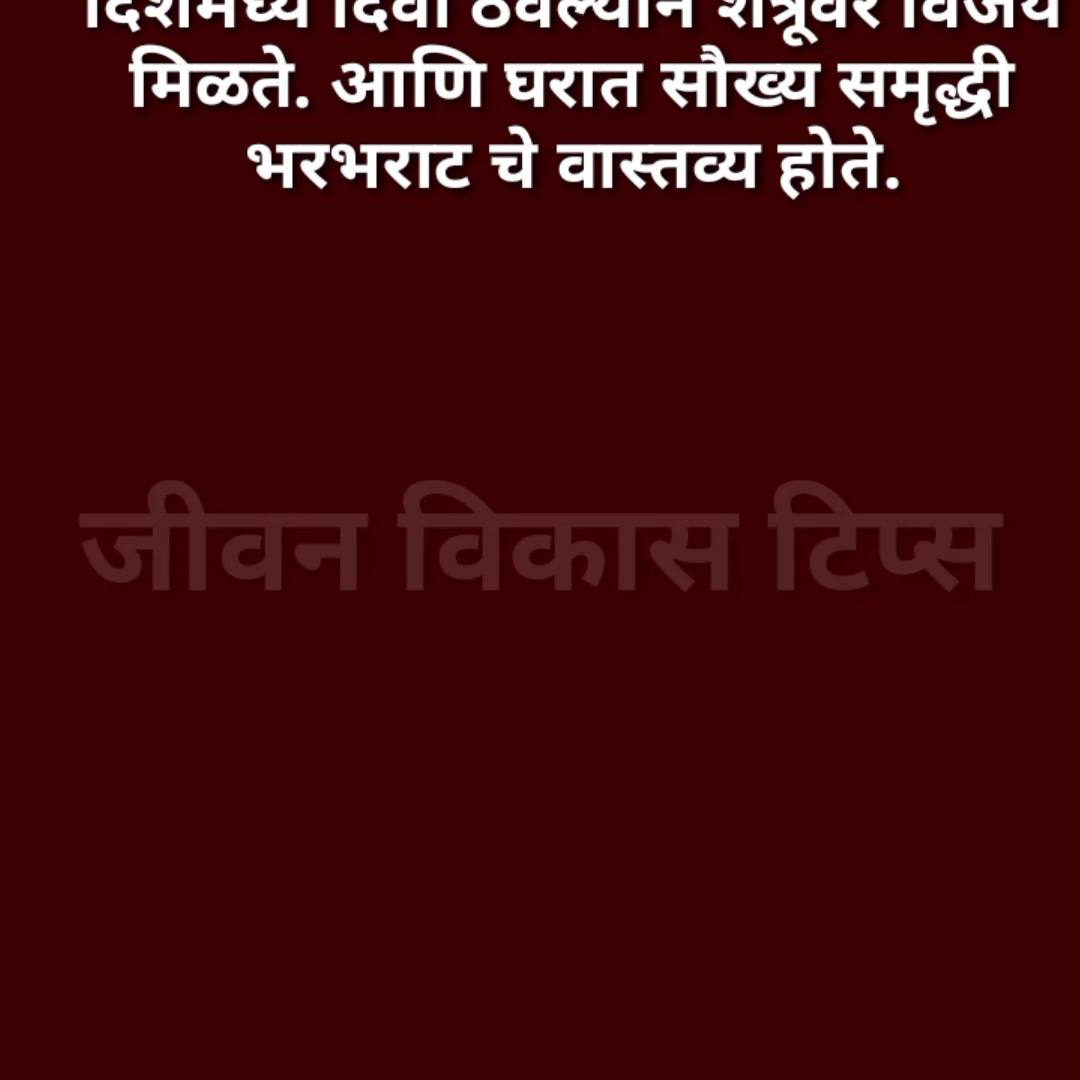 दिशेमध्ये दिवा ठेवल्याने शत्रूवर विजय
मिळते. आणि घरात सौख्य समृद्धी
भरभराट चे वास्तव्य होते.
जीवन विकास टिप्स